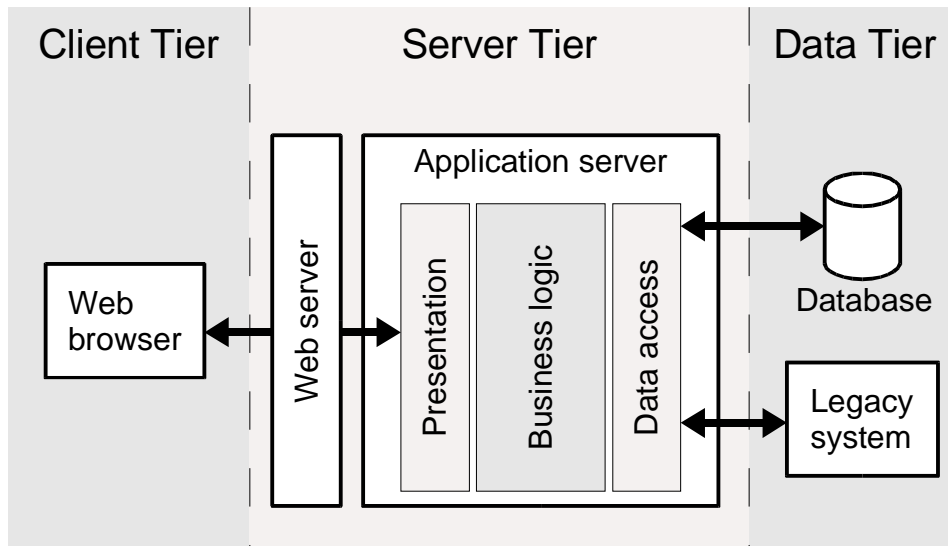 Client Tier
Server Tier
Data Tier
Web
browser
Web server
Application server
Presentation
Business logic
Data access
Database
Legacy
system